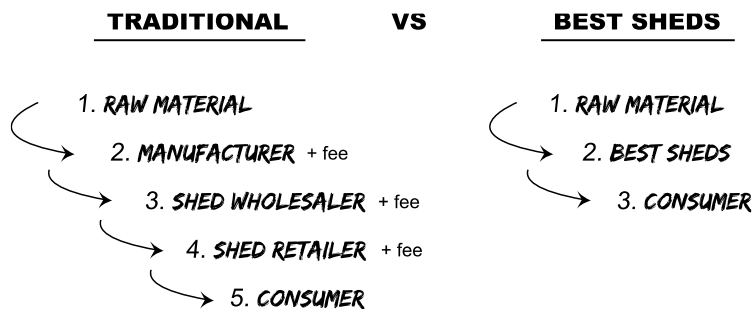 TRADITIONAL VS BEST SHEDS
1. RAW MATERIAL
2. MANUFACTURER + fee
3. SHED WHOLESALER + fee
4. SHED RETAILER + fee
5. CONSUMER
1. RAW MATERIAL
2. BEST SHEDS
3. CONSUMER